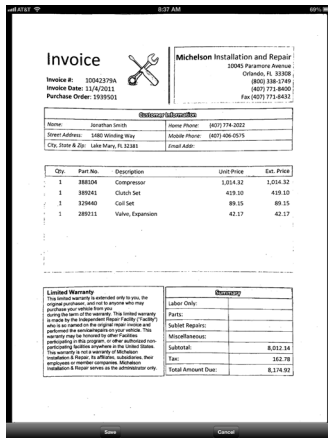 AT&T 8:37 AM 69%
Invoice
Invoice #: 10042379A
Invoice Date: 11/4/2011
Purchase Order: 1939501
Michelson Installation and Repair
10045 Paramore Avenue
Orlando, FL 33308
(800) 338-1749
(407) 771-8400
Fax (407) 771-8432
Customer Information
Name: Jonathan Smith Home Phone: (407) 774-2022
Street Address: 1480 Winding Way Mobile Phone: (407) 406-0575
City, State & Zip: Lake Mary, FL 32381 Email Addr:
Qty. Part No. Description Unit Price Ext. Price
1 388104 Compressor 1,014.32 1,014.32
1 389241 Clutch Set 419.10 419.10
1 329440 Coil Set 89.15 89.15
1 289211 Valve, Expansion 42.17 42.17
Limited Warranty
This limited warranty is extended only to you, the
original purchaser, and not to anyone who may
purchase your vehicle from you
during the term of the warranty. This limited warranty
is made by the Independent Repair Facility ("Facility")
who is so named on the original repair invoice and
performed the service/repairs on your vehicle. This
warranty may be honored by other Facilities
participating in this program, or other authorized non-
participating facilities anywhere in the United States.
This warranty is not a warranty of Michelson
Installation & Repair, its affiliates, subsidiaries, their
employees or member companies. Michelson
Installation & Repair serves as the administrator only.
Summary
Labor Only:
Parts:
Sublet Repairs:
Miscellaneous:
Subtotal: 8,012.14
Tax: 162.78
Total Amount Due: 8,174.92
Save Cancel